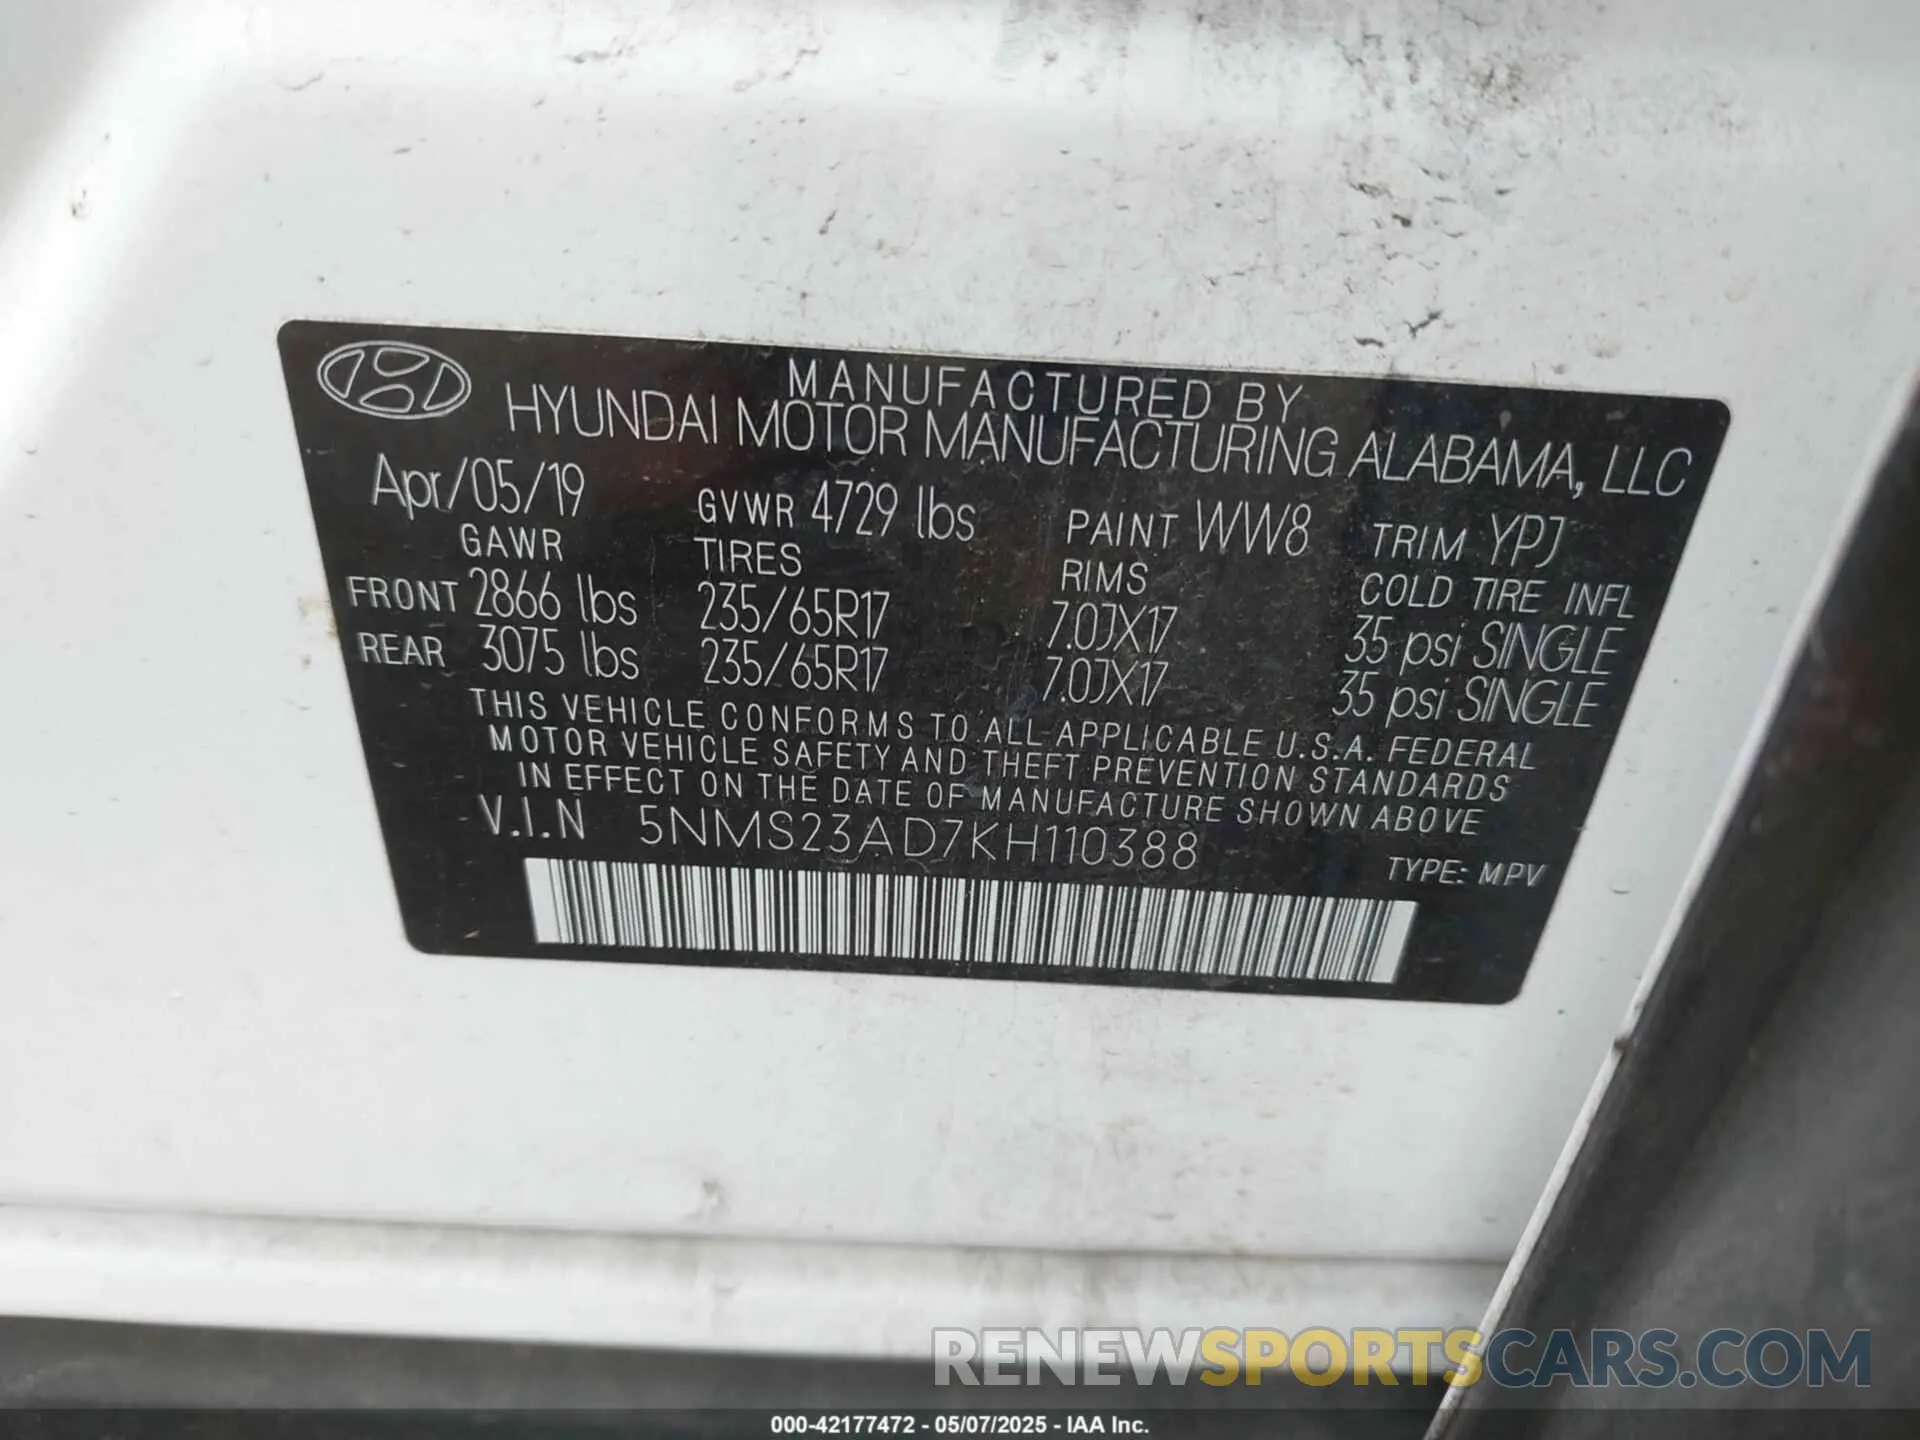 MANUFACTURED BY
HYUNDAI MOTOR MANUFACTURING ALABAMA, LLC
Apr/05/19 GVWR 4729 lbs PAINT WW8 TRIM YPJ
GAWR TIRES RIMS COLD TIRE INFL
FRONT 2866 lbs 235/65R17 7.0JX17 35 psi SINGLE
REAR 3075 lbs 235/65R17 7.0JX17 35 psi SINGLE
THIS VEHICLE CONFORMS TO ALL APPLICABLE U.S.A. FEDERAL
MOTOR VEHICLE SAFETY AND THEFT PREVENTION STANDARDS
IN EFFECT ON THE DATE OF MANUFACTURE SHOWN ABOVE
V.I.N 5NMS23AD7KH110388
TYPE: MPV
RENEWSPORTSCARS.COM
000-42177472 - 05/07/2025 - IAA Inc.